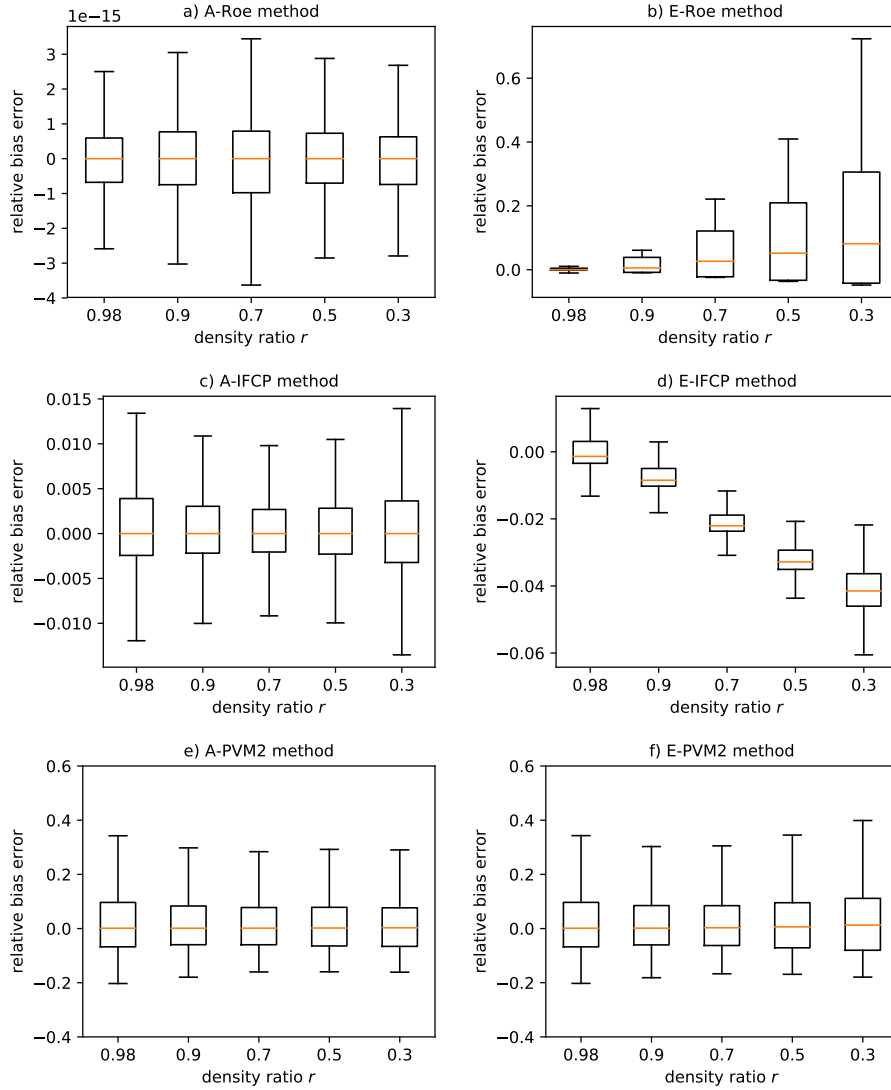 a) A-Roe method
1e−15
3
2
1
0
−1
−2
−3
−4
relative bias error
0.98 0.9 0.7 0.5 0.3
density ratio r
b) E-Roe method
0.6
0.4
0.2
0.0
relative bias error
0.98 0.9 0.7 0.5 0.3
density ratio r
c) A-IFCP method
0.015
0.010
0.005
0.000
−0.005
−0.010
relative bias error
0.98 0.9 0.7 0.5 0.3
density ratio r
d) E-IFCP method
0.00
−0.02
−0.04
−0.06
relative bias error
0.98 0.9 0.7 0.5 0.3
density ratio r
e) A-PVM2 method
0.6
0.4
0.2
0.0
−0.2
−0.4
relative bias error
0.98 0.9 0.7 0.5 0.3
density ratio r
f) E-PVM2 method
0.6
0.4
0.2
0.0
−0.2
−0.4
relative bias error
0.98 0.9 0.7 0.5 0.3
density ratio r